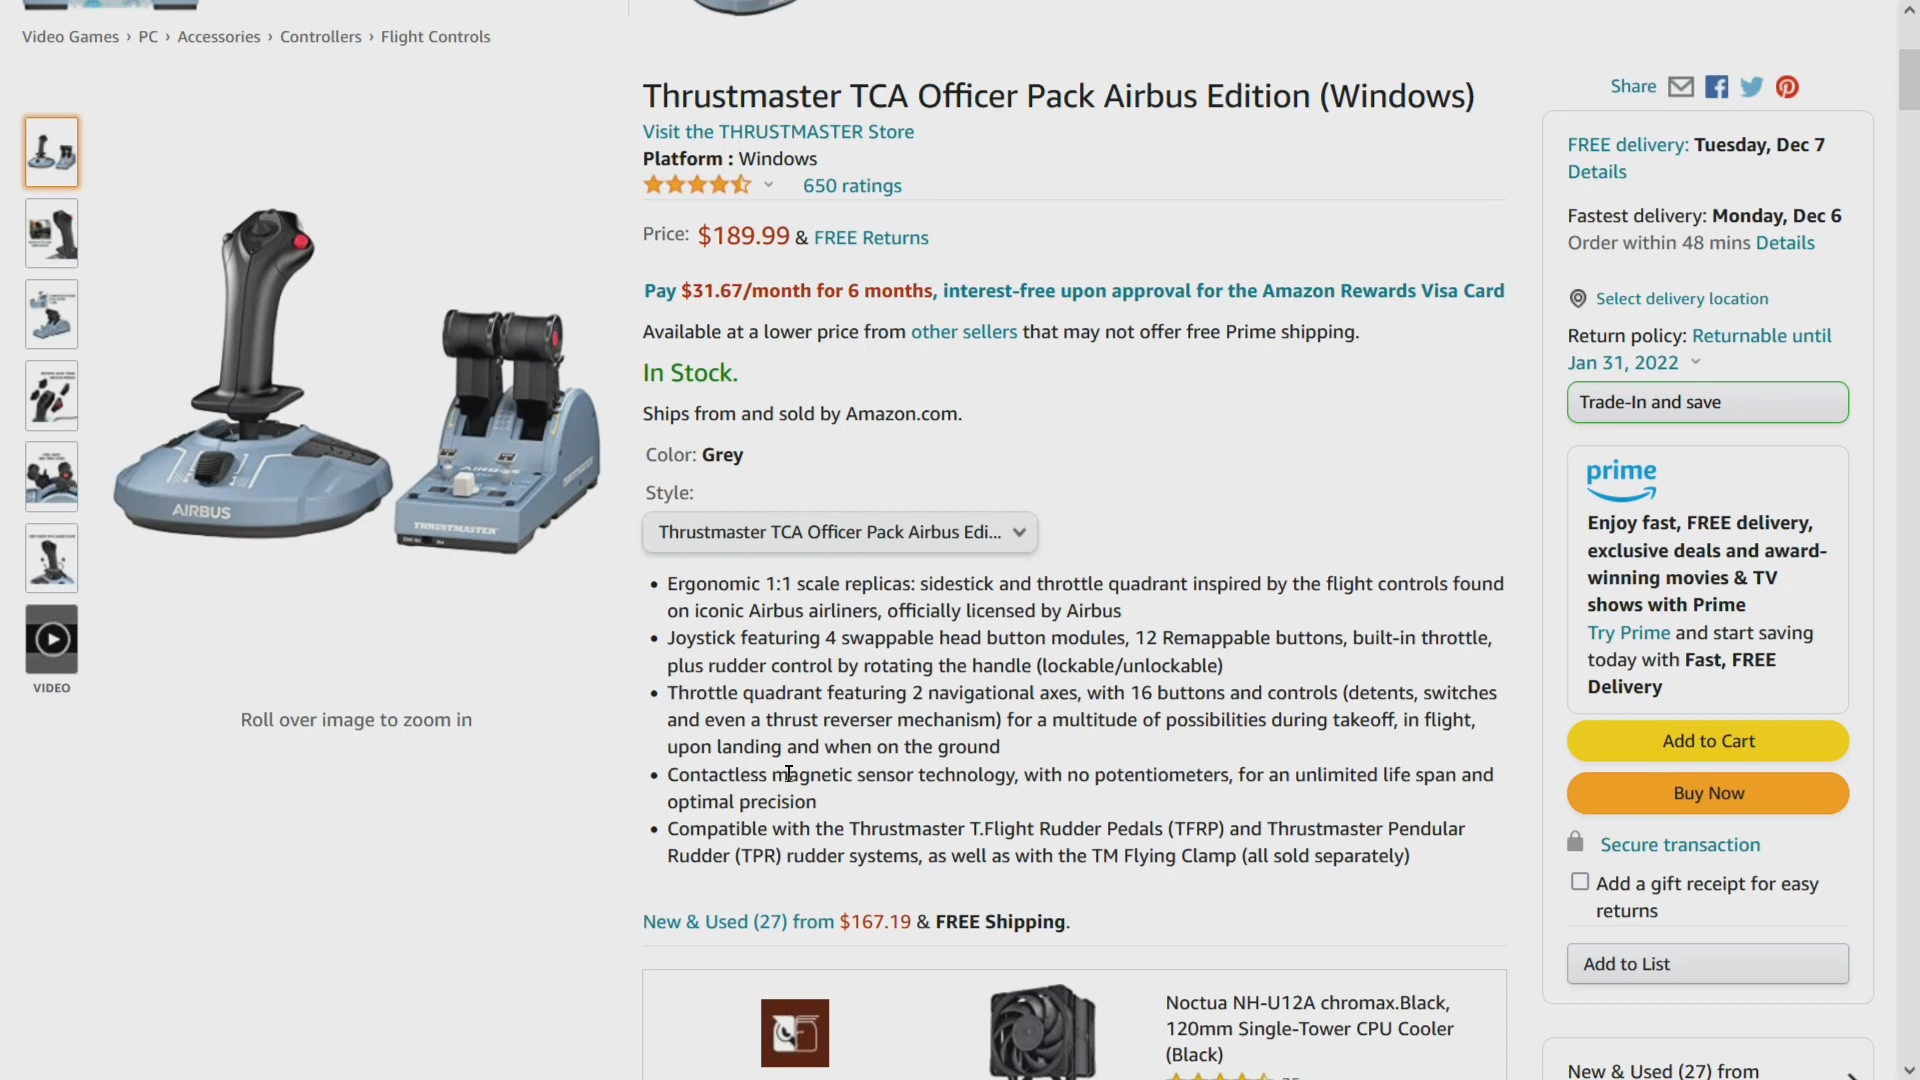 Video Games › PC › Accessories › Controllers › Flight Controls
Thrustmaster TCA Officer Pack Airbus Edition (Windows)
Visit the THRUSTMASTER Store
Platform : Windows
650 ratings
Price: $189.99 & FREE Returns
Pay $31.67/month for 6 months, interest-free upon approval for the Amazon Rewards Visa Card
Available at a lower price from other sellers that may not offer free Prime shipping.
In Stock.
Ships from and sold by Amazon.com.
Color: Grey
Style:
Thrustmaster TCA Officer Pack Airbus Edi...
• Ergonomic 1:1 scale replicas: sidestick and throttle quadrant inspired by the flight controls found
on iconic Airbus airliners, officially licensed by Airbus
• Joystick featuring 4 swappable head button modules, 12 Remappable buttons, built-in throttle,
plus rudder control by rotating the handle (lockable/unlockable)
• Throttle quadrant featuring 2 navigational axes, with 16 buttons and controls (detents, switches
and even a thrust reverser mechanism) for a multitude of possibilities during takeoff, in flight,
upon landing and when on the ground
• Contactless magnetic sensor technology, with no potentiometers, for an unlimited life span and
optimal precision
• Compatible with the Thrustmaster T.Flight Rudder Pedals (TFRP) and Thrustmaster Pendular
Rudder (TPR) rudder systems, as well as with the TM Flying Clamp (all sold separately)
New & Used (27) from $167.19 & FREE Shipping.
Noctua NH-U12A chromax.Black,
120mm Single-Tower CPU Cooler
(Black)
AIRBUS
AIRBUS
THRUSTMASTER
VIDEO
Roll over image to zoom in
Share
FREE delivery: Tuesday, Dec 7
Details
Fastest delivery: Monday, Dec 6
Order within 48 mins Details
Select delivery location
Return policy: Returnable until
Jan 31, 2022
Trade-In and save
prime
Enjoy fast, FREE delivery,
exclusive deals and award-
winning movies & TV
shows with Prime
Try Prime and start saving
today with Fast, FREE
Delivery
Add to Cart
Buy Now
Secure transaction
Add a gift receipt for easy
returns
Add to List
New & Used (27) from